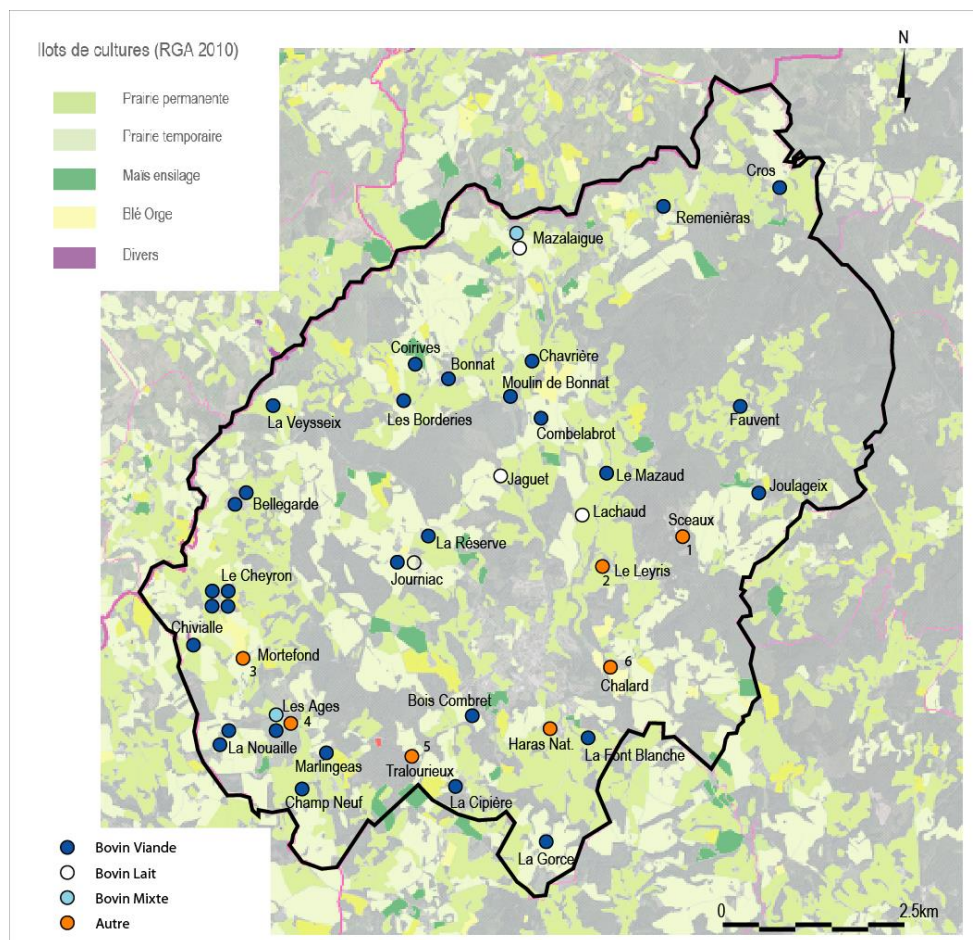 Ilots de cultures (RGA 2010)
N
Prairie permanente
Prairie temporaire
Maïs ensilage
Blé Orge
Divers
Cros
Remenièras
Mazalaigue
Coirives
Bonnat
Chavrière
Moulin de Bonnat
La Veysseix
Les Borderies
Combelabrot
Fauvent
Jaguet
Le Mazaud
Joulageix
Bellegarde
Lachaud
Sceaux
1
La Réserve
Journiac
Le Leyris
2
Le Cheyron
Chivialle
Mortefond
3
6
Chalard
Les Ages
4
Bois Combret
La Nouaille
Haras Nat.
La Font Blanche
Marlingeas
5
Tralourieux
Champ Neuf
La Cipière
La Gorce
Bovin Viande
Bovin Lait
Bovin Mixte
Autre
0
2.5km